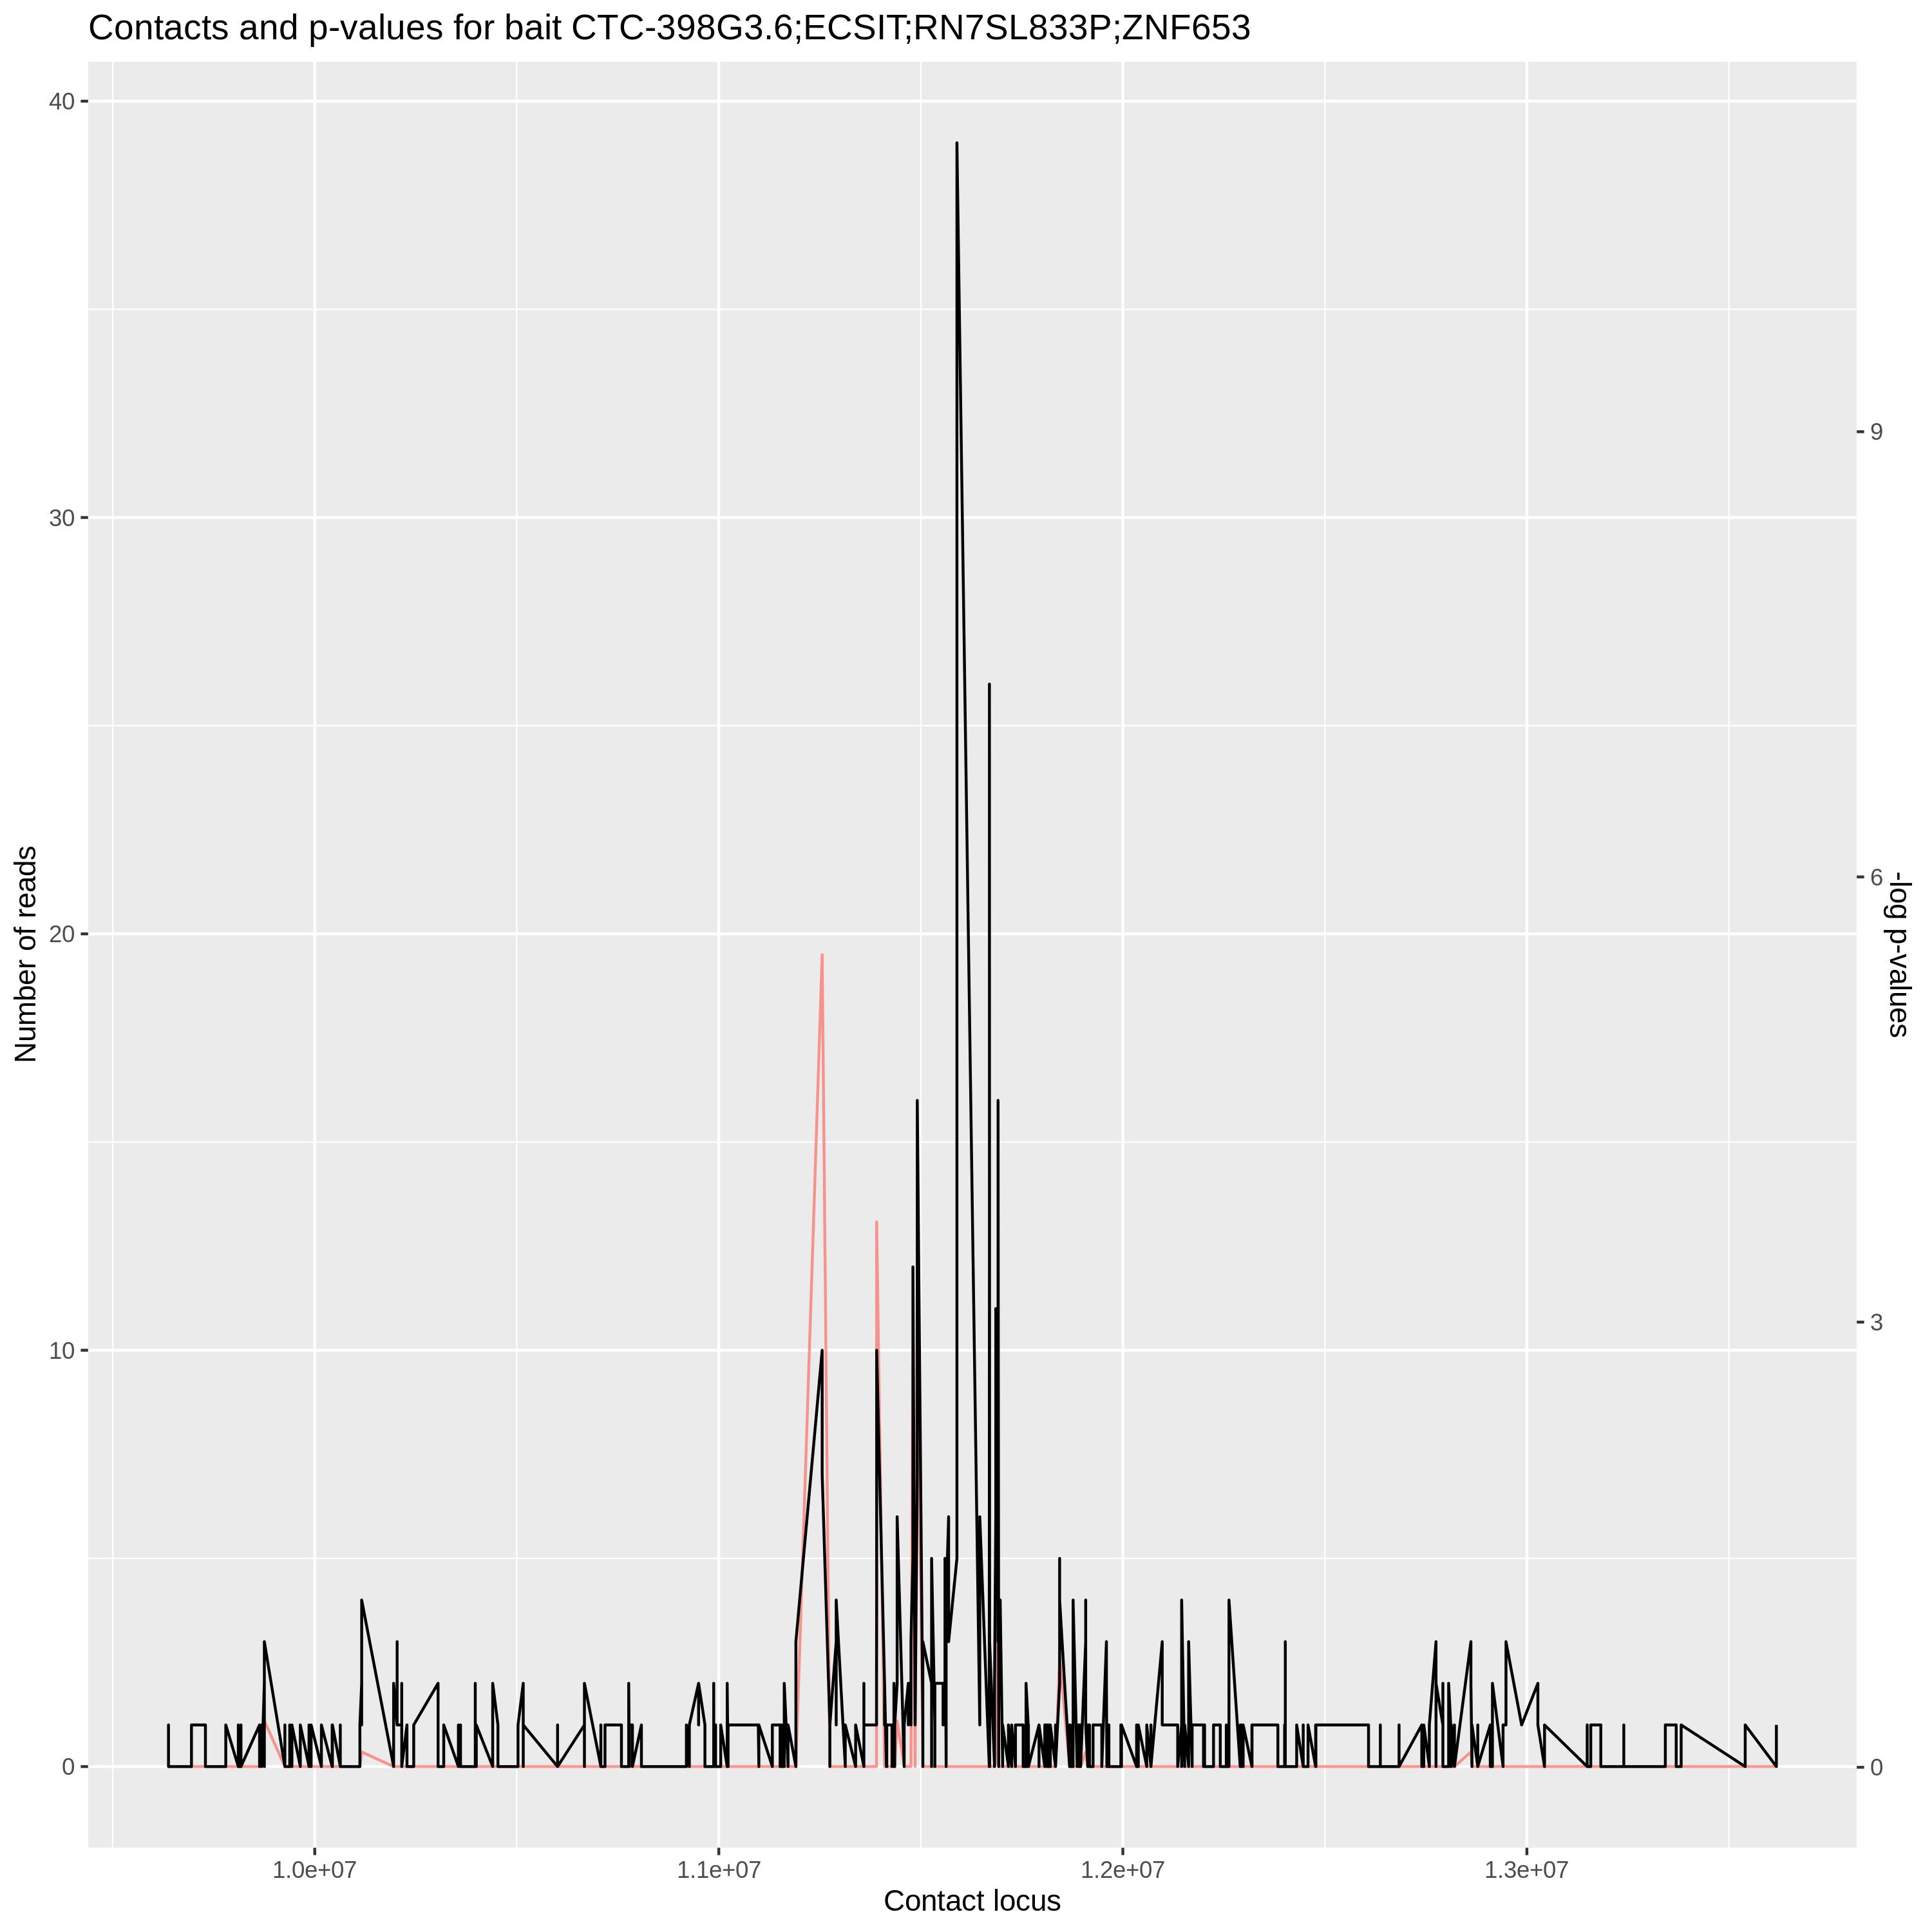 Contacts and p-values for bait CTC-398G3.6;ECSIT;RN7SL833P;ZNF653
40
30
20
10
0
Number of reads
9
6
3
0
-log p-values
1.0e+07
1.1e+07
1.2e+07
1.3e+07
Contact locus